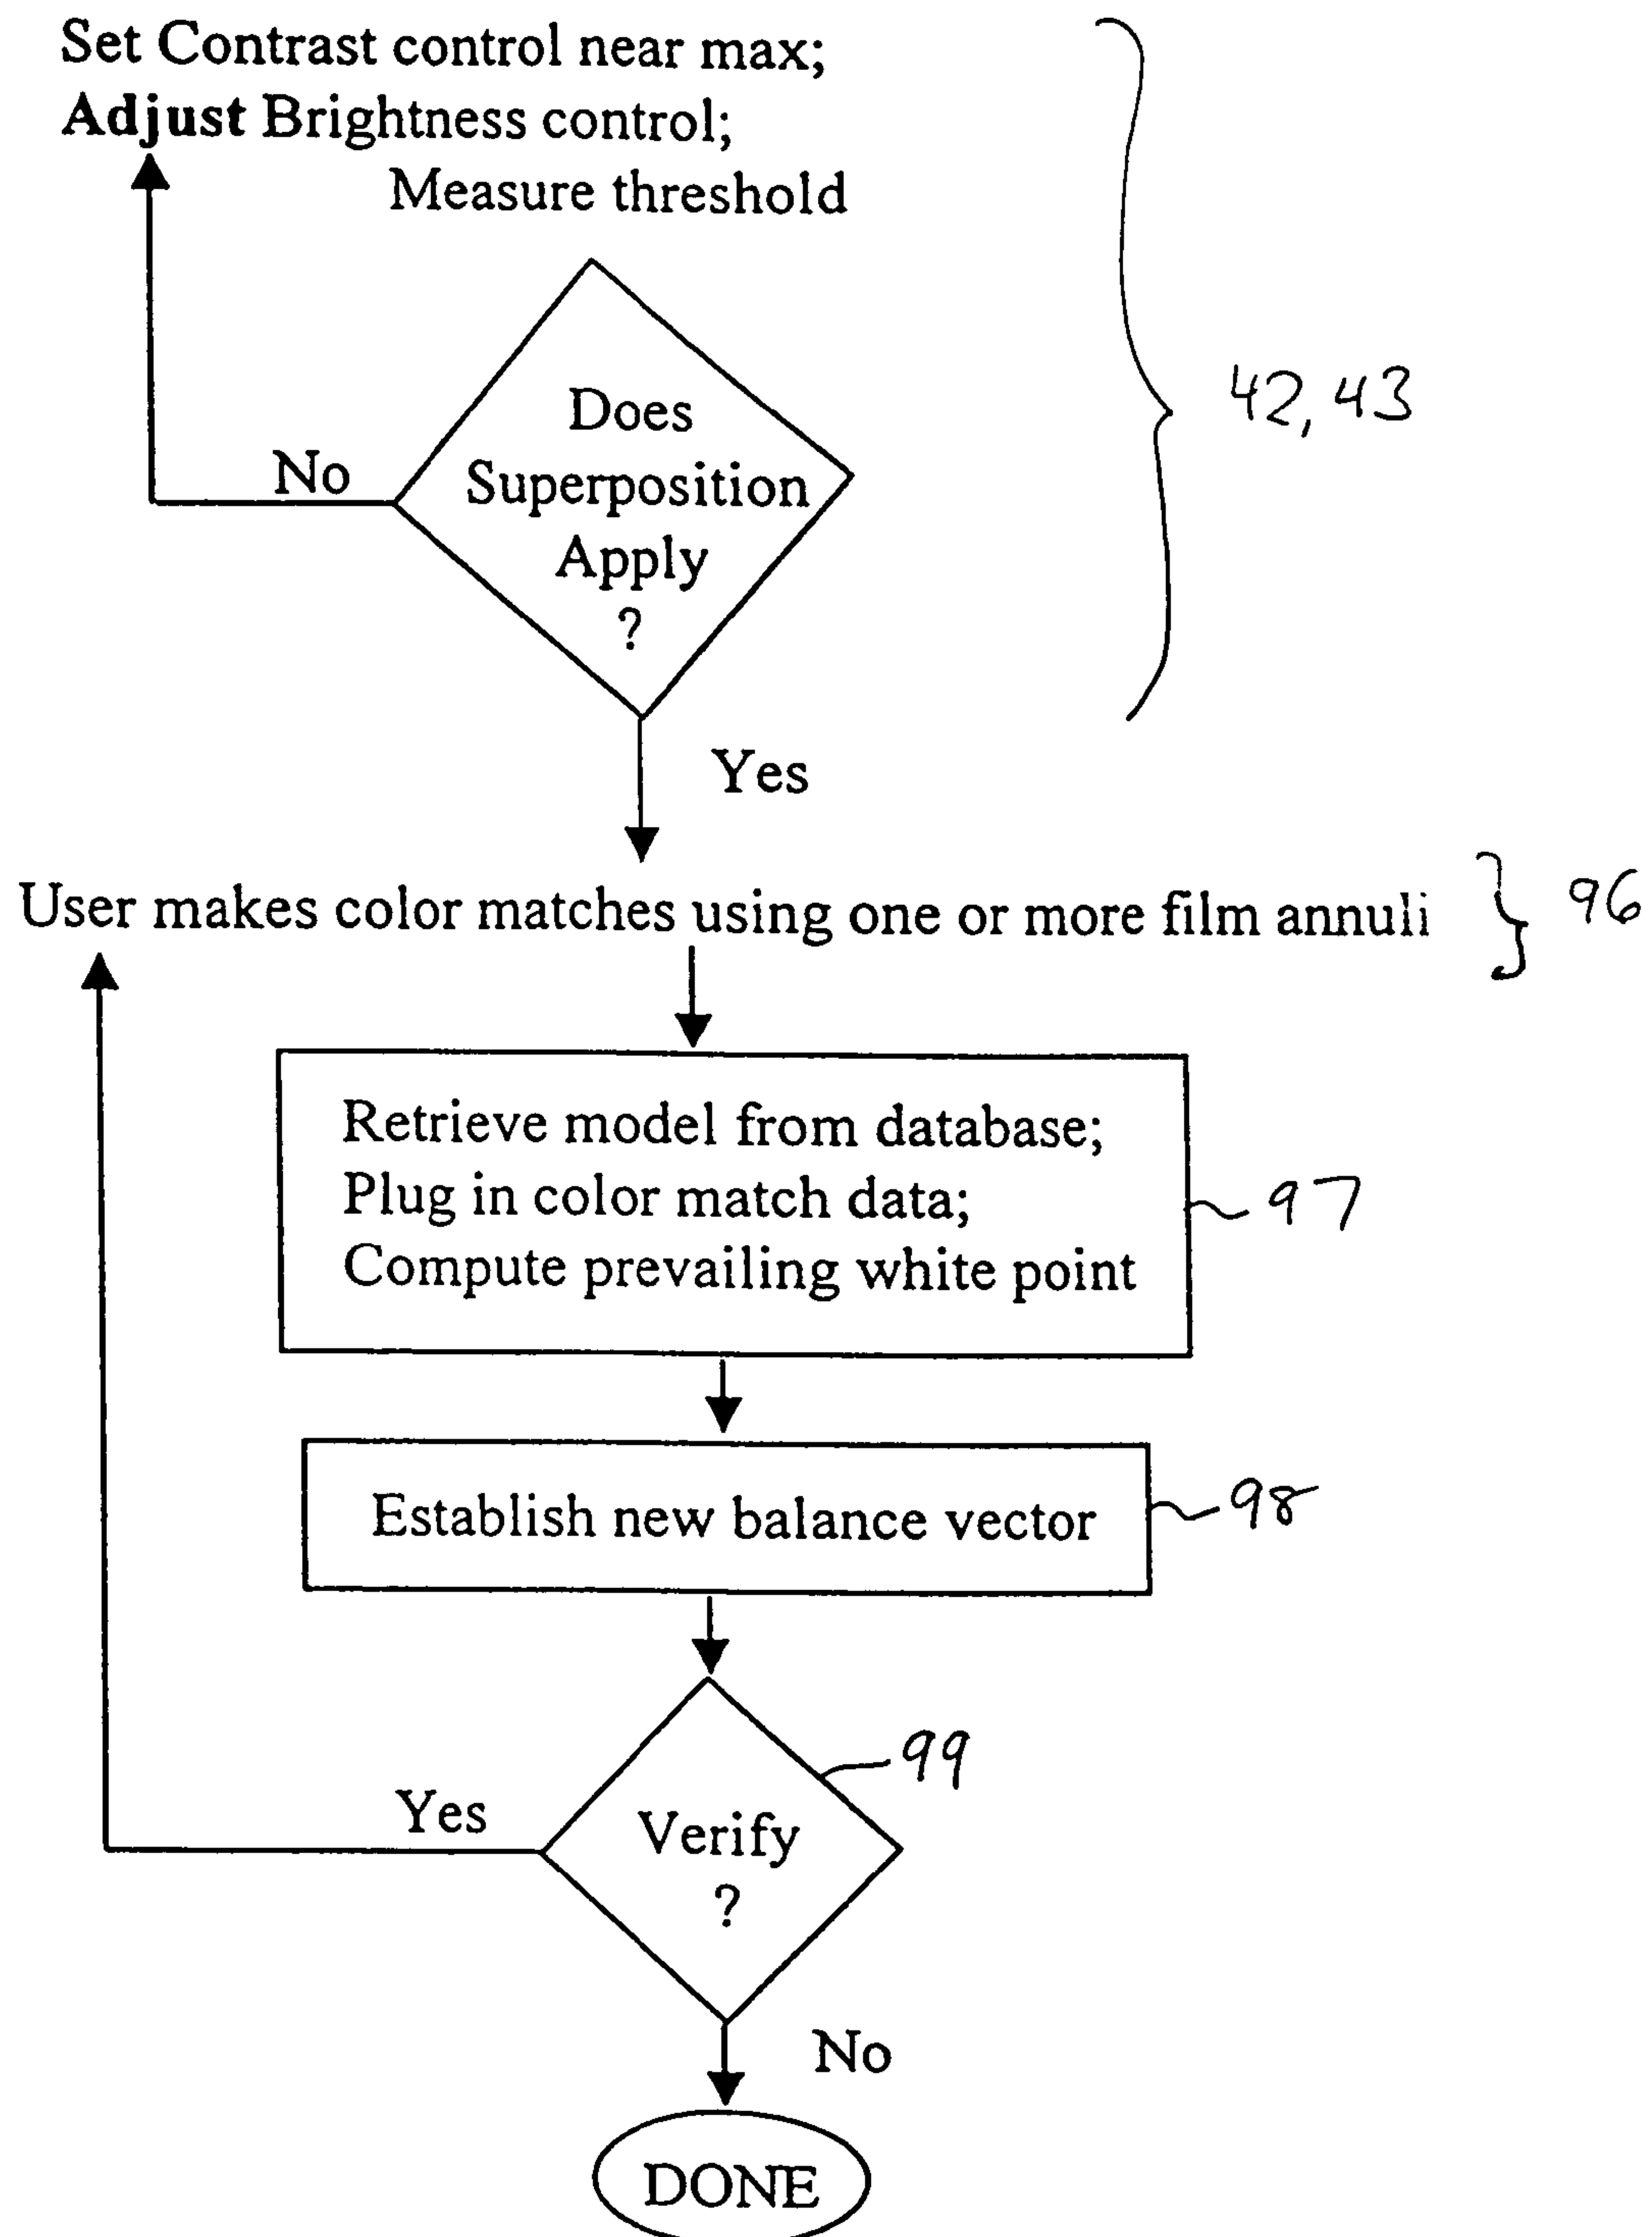 Set Contrast control near max;
Adjust Brightness control;
Measure threshold
Does
Superposition
Apply
?
No
42, 43
Yes
User makes color matches using one or more film annuli
96
Retrieve model from database;
Plug in color match data;
Compute prevailing white point
97
Establish new balance vector
98
99
Verify
?
Yes
No
DONE